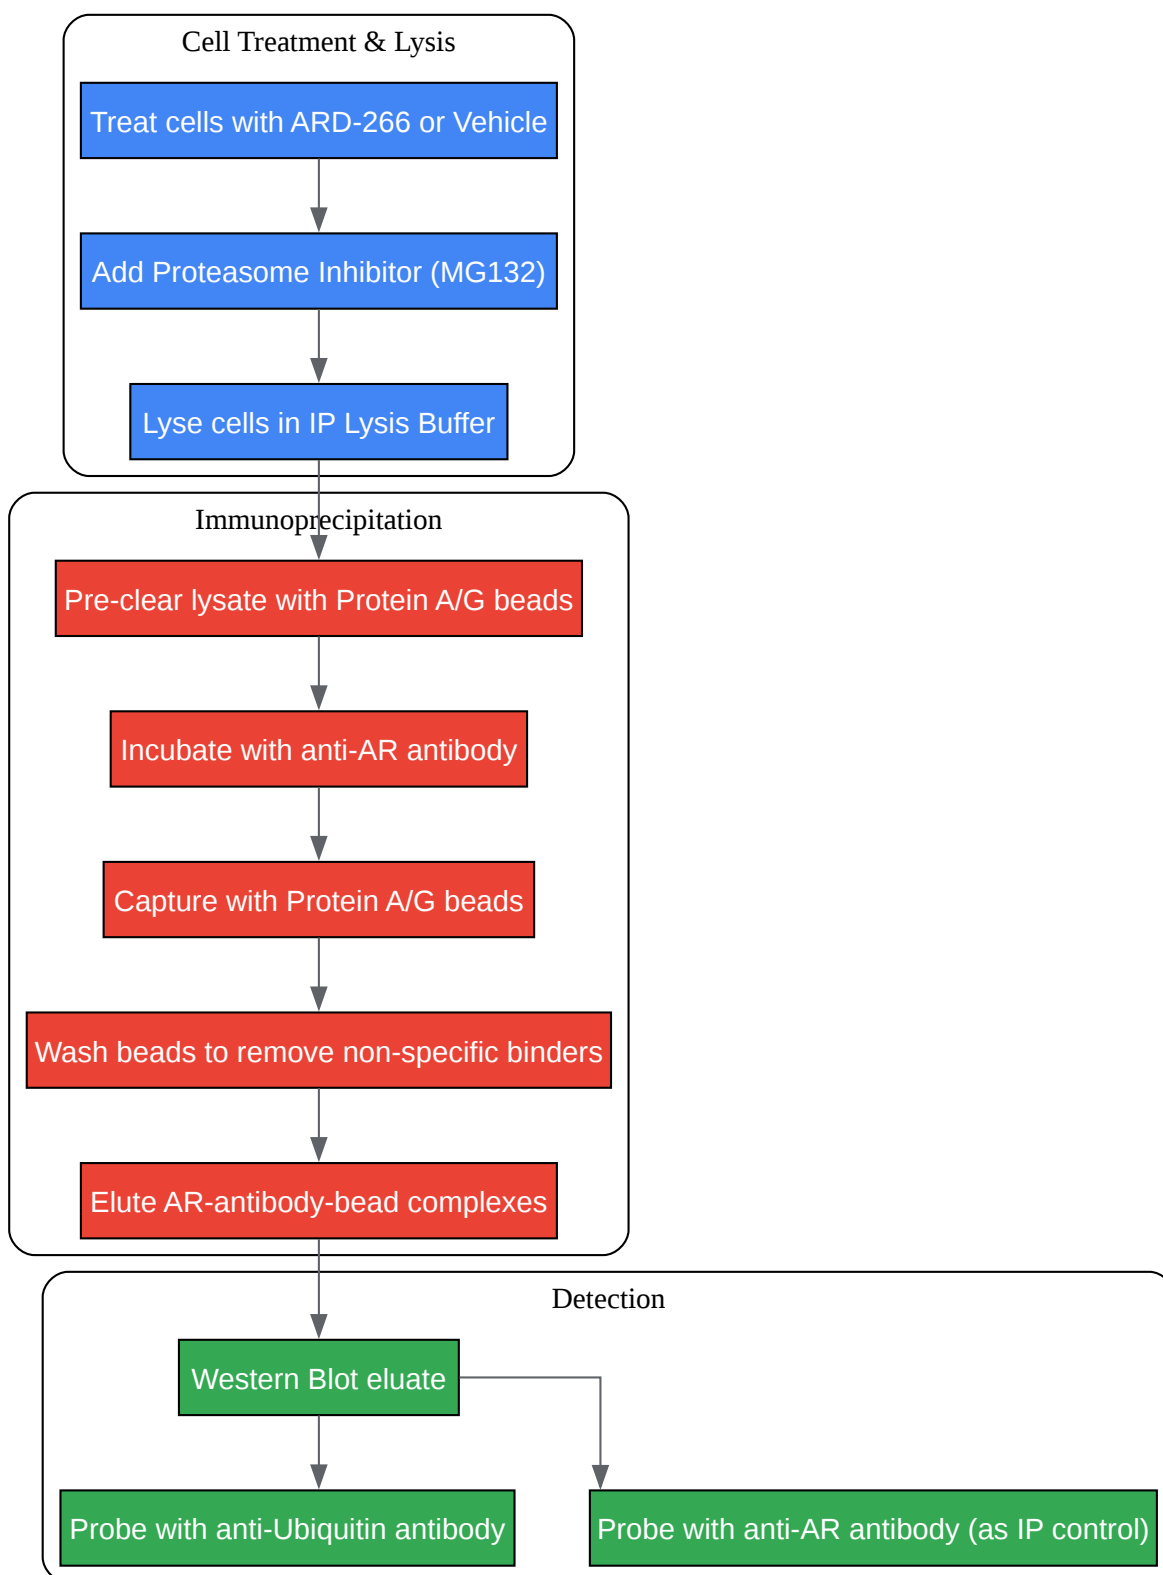 Cell Treatment & Lysis
Treat cells with ARD-266 or Vehicle
Add Proteasome Inhibitor (MG132)
Lyse cells in IP Lysis Buffer
Immunoprecipitation
Pre-clear lysate with Protein A/G beads
Incubate with anti-AR antibody
Capture with Protein A/G beads
Wash beads to remove non-specific binders
Elute AR-antibody-bead complexes
Detection
Western Blot eluate
Probe with anti-Ubiquitin antibody
Probe with anti-AR antibody (as IP control)